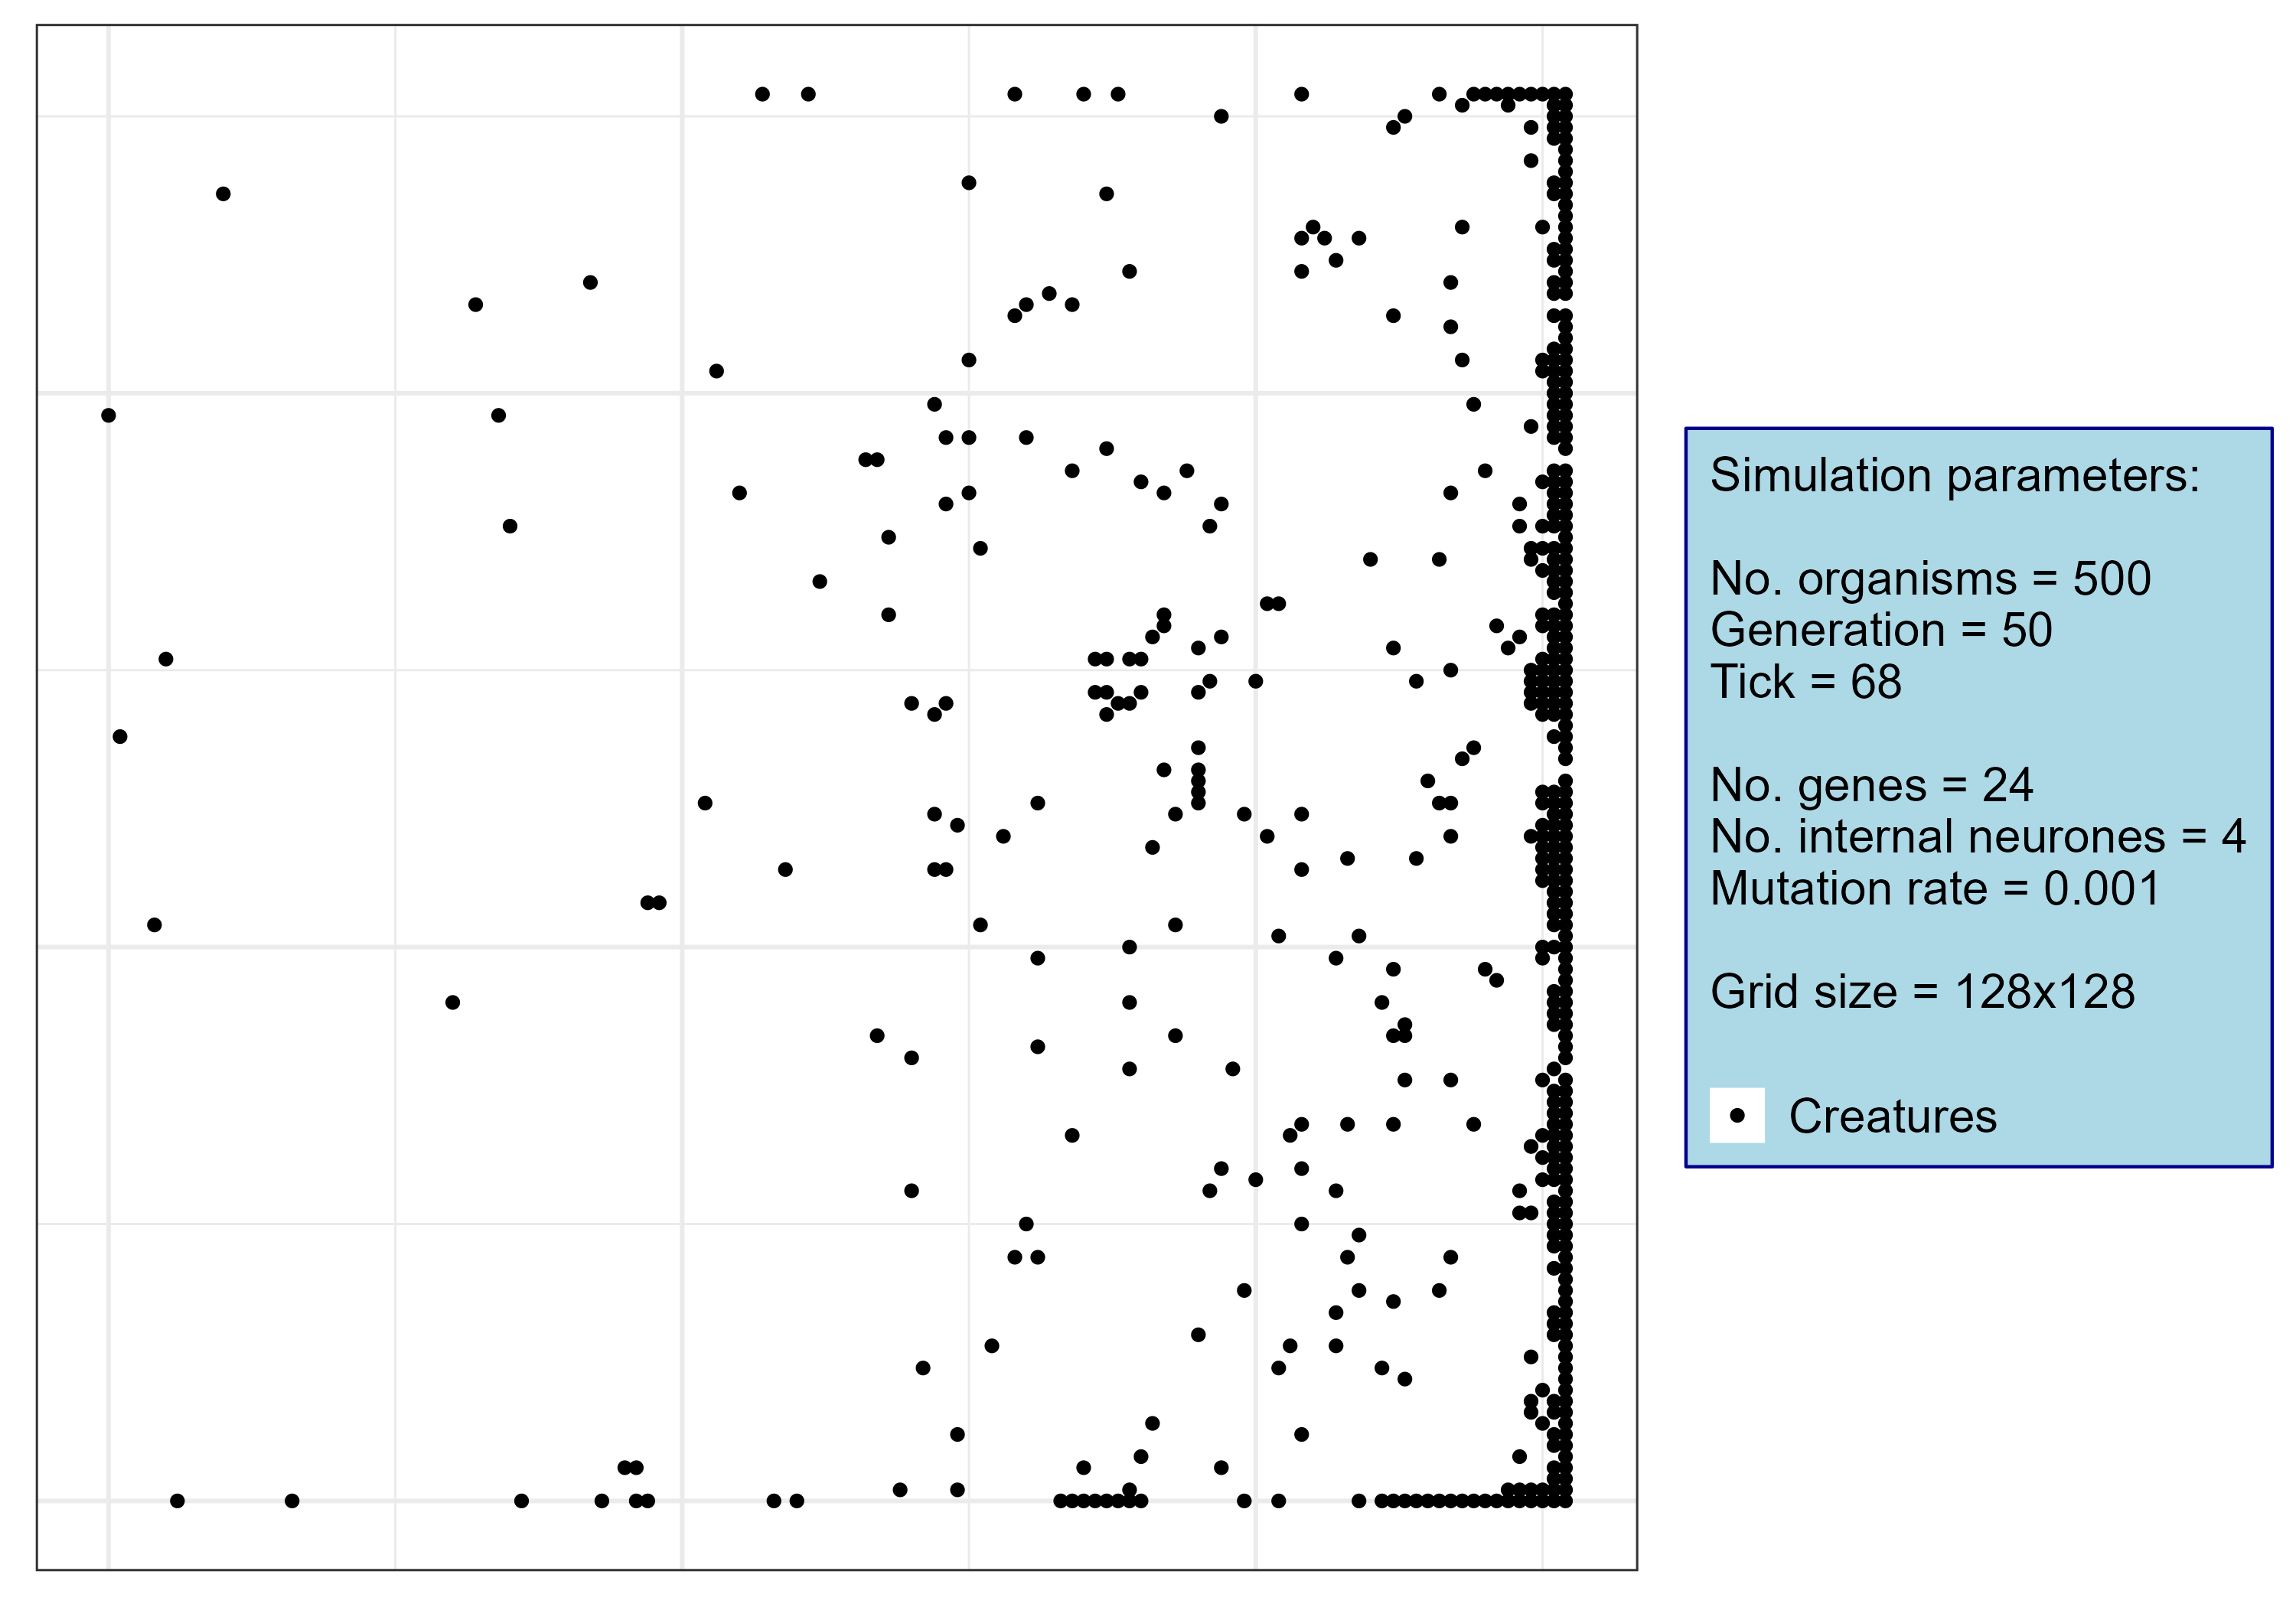 Simulation parameters:
No. organisms = 500
Generation = 50
Tick = 68
No. genes = 24
No. internal neurones = 4
Mutation rate = 0.001
Grid size = 128x128
Creatures